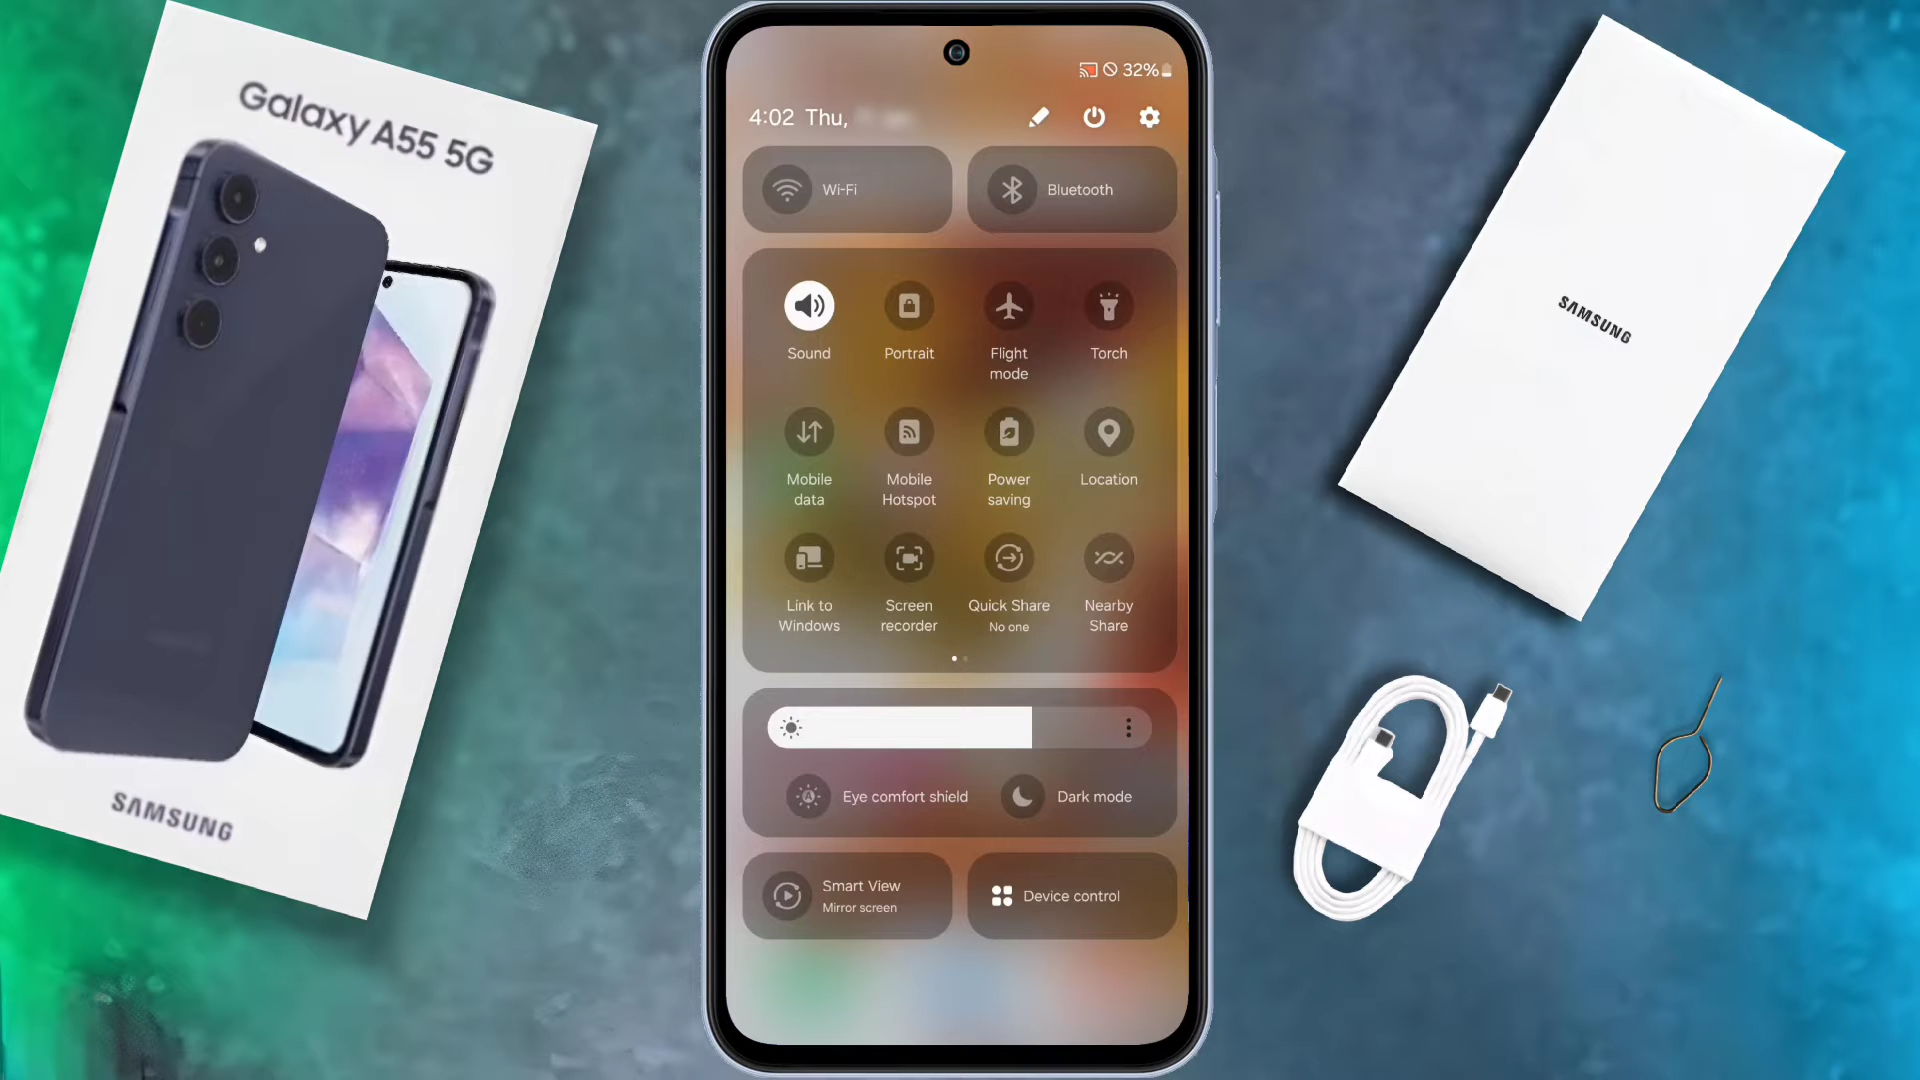 Galaxy A55 5G
SAMSUNG
32%
4:02 Thu,
Wi-Fi
Bluetooth
Sound
Portrait
Flight
mode
Torch
Mobile
data
Mobile
Hotspot
Power
saving
Location
Link to
Windows
Screen
recorder
Quick Share
No one
Nearby
Share
Eye comfort shield
Dark mode
Smart View
Mirror screen
Device control
SAMSUNG